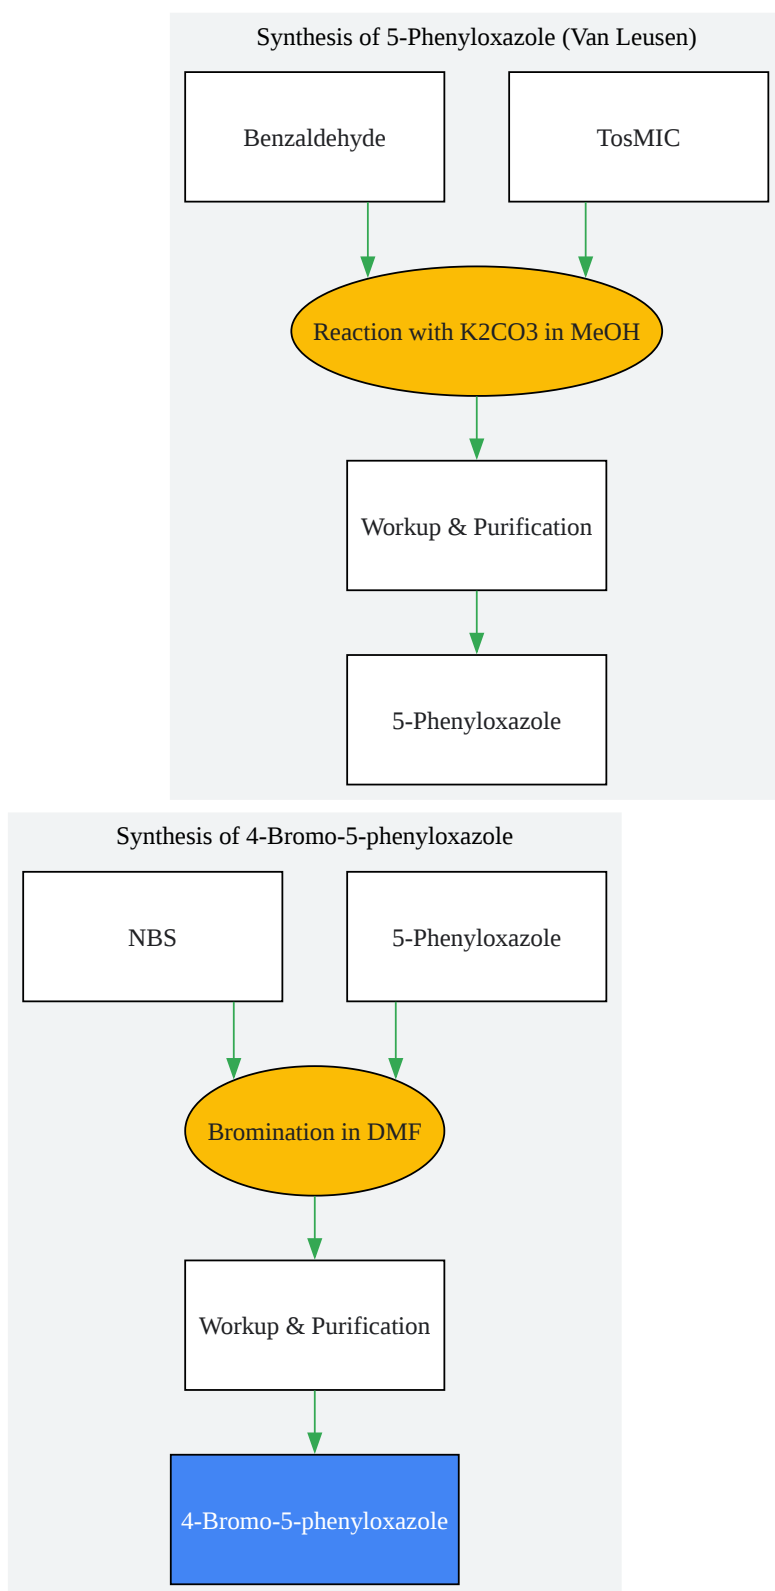 Synthesis of 5-Phenyloxazole (Van Leusen)
Benzaldehyde
TosMIC
Reaction with K2CO3 in MeOH
Workup & Purification
5-Phenyloxazole
Synthesis of 4-Bromo-5-phenyloxazole
NBS
5-Phenyloxazole
Bromination in DMF
Workup & Purification
4-Bromo-5-phenyloxazole